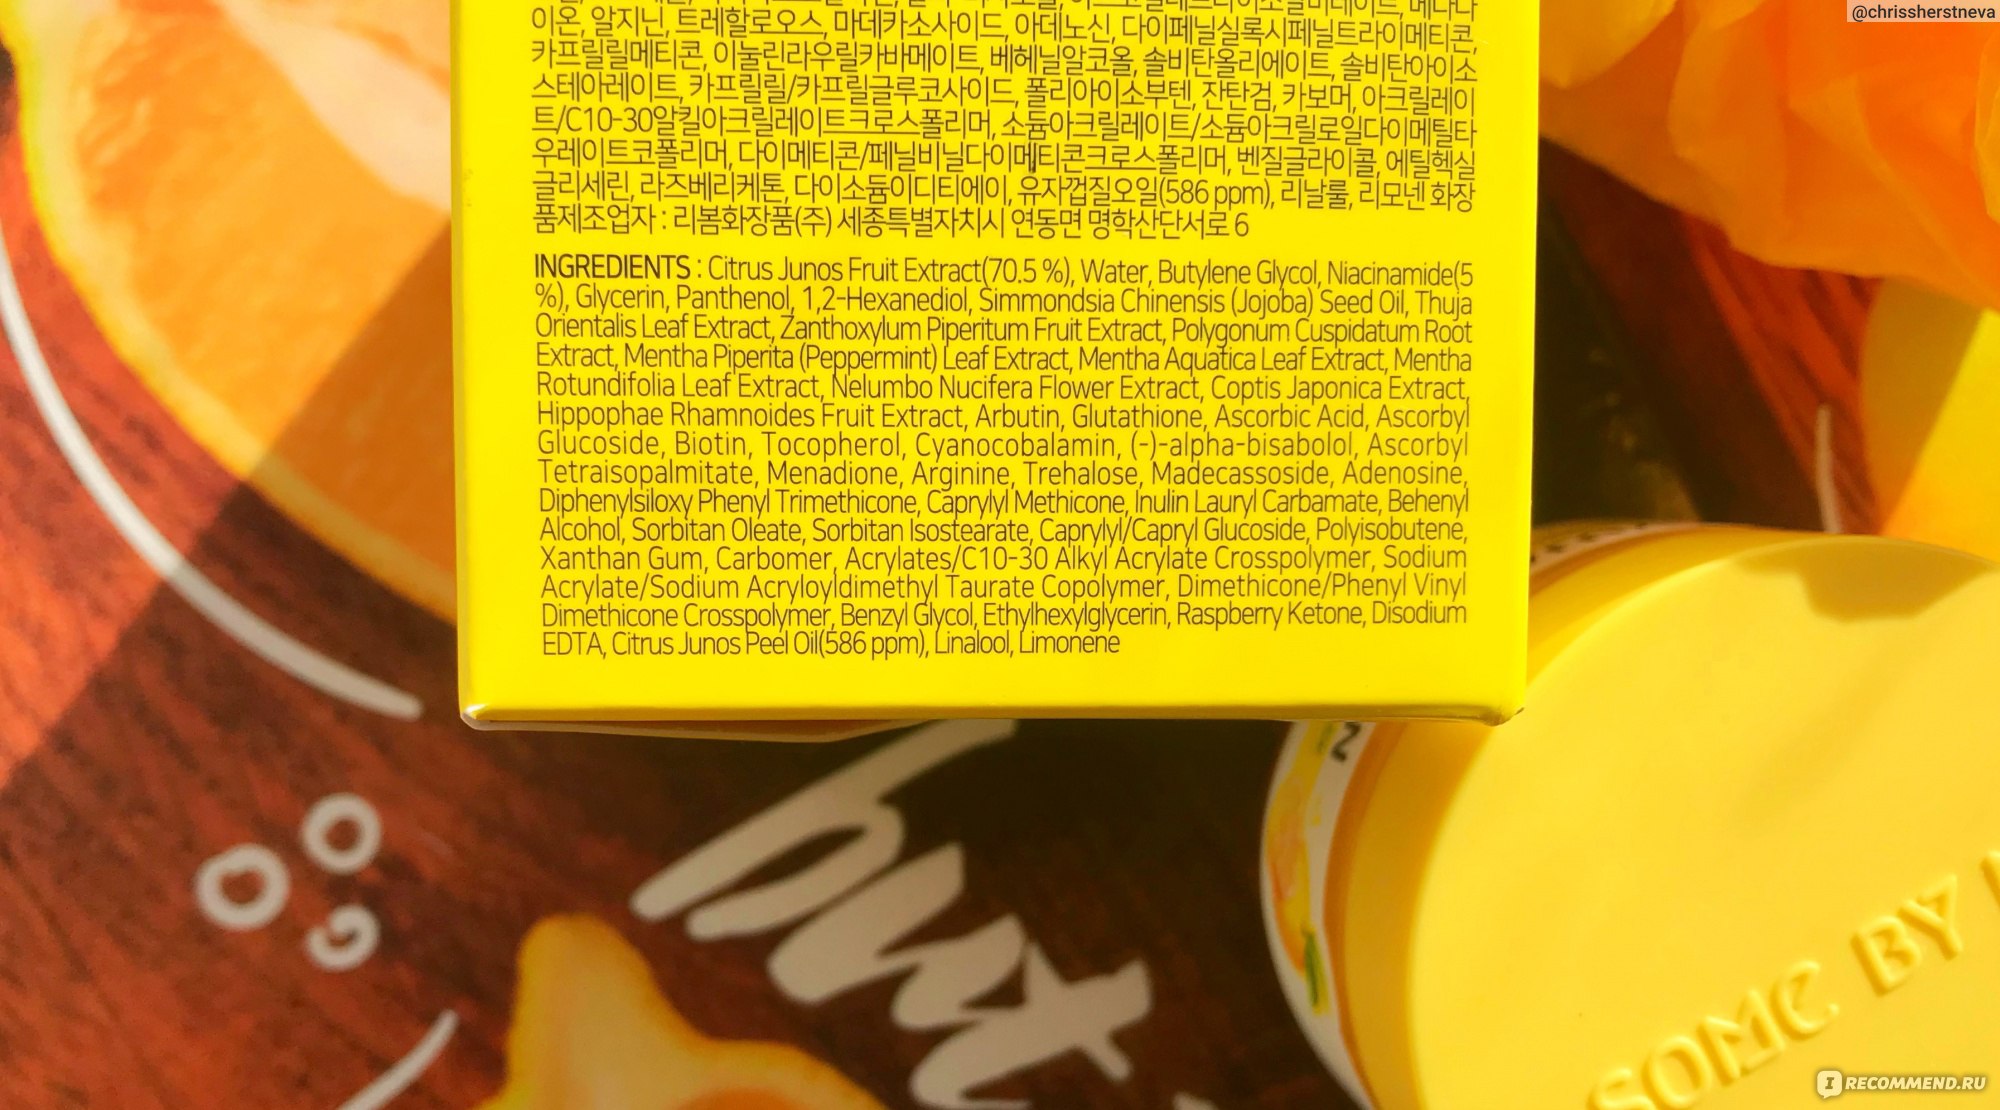 @chrissherstneva
이온, 알지닌, 트레할로오스, 마데카소사이드, 아데노신, 다이페닐실록시페닐트라이메티콘,
카프릴릴메티콘, 이눌린라우릴카바메이트, 베헤닐알코올, 솔비탄올리에이트, 솔비탄아이소
스테아레이트, 카프릴릴/카프릴글루코사이드, 폴리아이소부텐, 잔탄검, 카보머, 아크릴레이
트/C10-30알킬아크릴레이트크로스폴리머, 소듐아크릴레이트/소듐아크릴로일다이메틸타
우레이트코폴리머, 다이메티콘/페닐비닐다이메티콘크로스폴리머, 벤질글라이콜, 에틸헥실
글리세린, 라즈베리케톤, 다이소듐이디티에이, 유자껍질오일(586 ppm), 리날룰, 리모넨 화장
품제조업자 : 리봄화장품(주) 세종특별자치시 연동면 명학산단서로 6
INGREDIENTS : Citrus Junos Fruit Extract(70.5 %), Water, Butylene Glycol, Niacinamide(5
%), Glycerin, Panthenol, 1,2-Hexanediol, Simmondsia Chinensis (Jojoba) Seed Oil, Thuja
Orientalis Leaf Extract, Zanthoxylum Piperitum Fruit Extract, Polygonum Cuspidatum Root
Extract, Mentha Piperita (Peppermint) Leaf Extract, Mentha Aquatica Leaf Extract, Mentha
Rotundifolia Leaf Extract, Nelumbo Nucifera Flower Extract, Coptis Japonica Extract,
Hippophae Rhamnoides Fruit Extract, Arbutin, Glutathione, Ascorbic Acid, Ascorbyl
Glucoside, Biotin, Tocopherol, Cyanocobalamin, (-)-alpha-bisabolol, Ascorbyl
Tetraisopalmitate, Menadione, Arginine, Trehalose, Madecassoside, Adenosine,
Diphenylsiloxy Phenyl Trimethicone, Caprylyl Methicone, Inulin Lauryl Carbamate, Behenyl
Alcohol, Sorbitan Oleate, Sorbitan Isostearate, Caprylyl/Capryl Glucoside, Polyisobutene,
Xanthan Gum, Carbomer, Acrylates/C10-30 Alkyl Acrylate Crosspolymer, Sodium
Acrylate/Sodium Acryloyldimethyl Taurate Copolymer, Dimethicone/Phenyl Vinyl
Dimethicone Crosspolymer, Benzyl Glycol, Ethylhexylglycerin, Raspberry Ketone, Disodium
EDTA, Citrus Junos Peel Oil(586 ppm), Linalool, Limonene
SOME BY
RECOMMEND.RU